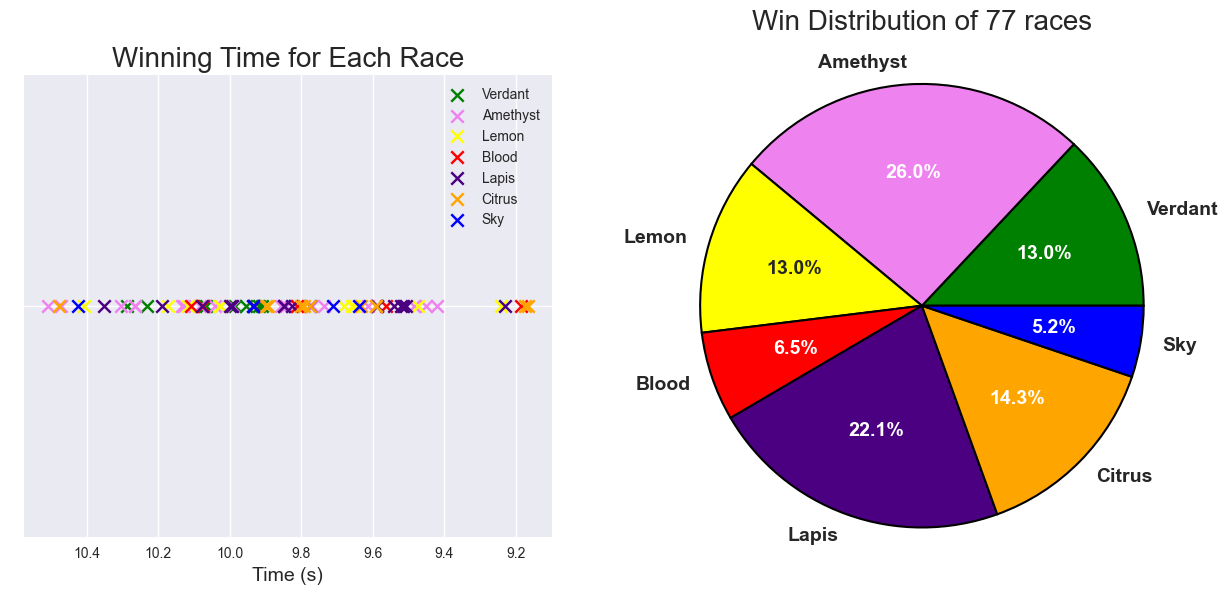 Winning Time for Each Race
Verdant
Amethyst
Lemon
Blood
Lapis
Citrus
Sky
10.4 10.2 10.0 9.8 9.6 9.4 9.2
Time (s)
Win Distribution of 77 races
Amethyst
Verdant
Lemon
Blood
Lapis
Citrus
Sky
26.0%
13.0%
13.0%
6.5%
22.1%
14.3%
5.2%